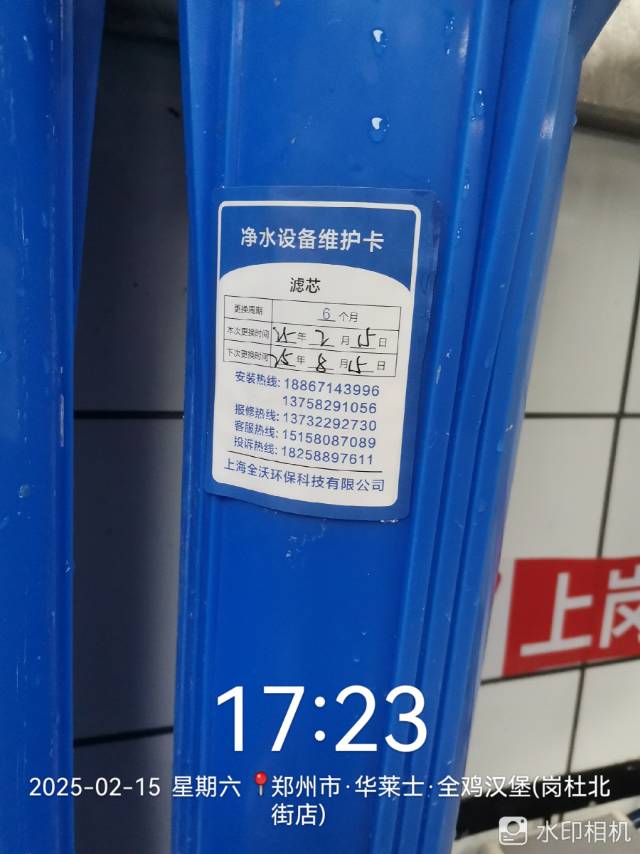 净水设备维护卡
滤芯
更换周期 6 个月
本次更换时间 25 年 2 月 15 日
下次更换时间 25 年 8 月 15 日
安装热线: 18867143996
13758291056
报修热线: 13732292730
客服热线: 15158087089
投诉热线: 18258897611
上海全沃环保科技有限公司
上岗
17:23
2025-02-15 星期六 郑州市·华莱士·全鸡汉堡(岗杜北
街店)
水印相机